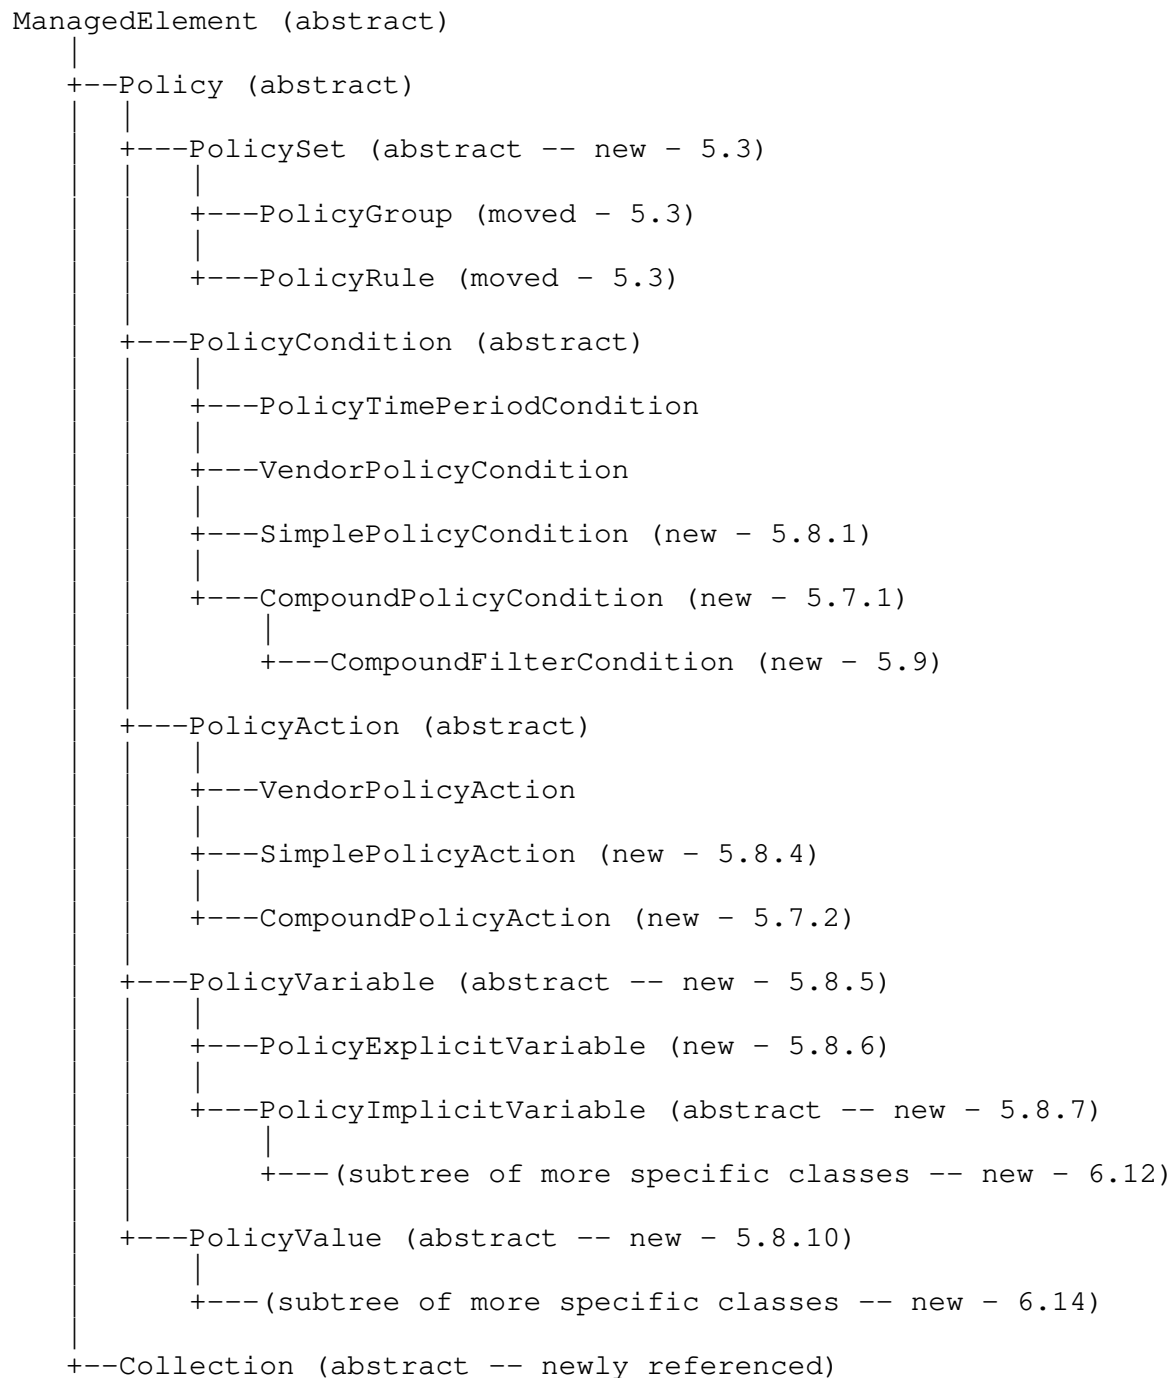 ManagedElement (abstract)
   |
   +--Policy (abstract)
   |  |
   |  +---PolicySet (abstract -- new - 5.3)
   |  |   |
   |  |   +---PolicyGroup (moved - 5.3)
   |  |   |
   |  |   +---PolicyRule (moved - 5.3)
   |  |
   |  +---PolicyCondition (abstract)
   |  |   |
   |  |   +---PolicyTimePeriodCondition
   |  |   |
   |  |   +---VendorPolicyCondition
   |  |   |
   |  |   +---SimplePolicyCondition (new - 5.8.1)
   |  |   |
   |  |   +---CompoundPolicyCondition (new - 5.7.1)
   |  |       |
   |  |       +---CompoundFilterCondition (new - 5.9)
   |  |
   |  +---PolicyAction (abstract)
   |  |   |
   |  |   +---VendorPolicyAction
   |  |   |
   |  |   +---SimplePolicyAction (new - 5.8.4)
   |  |   |
   |  |   +---CompoundPolicyAction (new - 5.7.2)
   |  |
   |  +---PolicyVariable (abstract -- new - 5.8.5)
   |  |   |
   |  |   +---PolicyExplicitVariable (new - 5.8.6)
   |  |   |
   |  |   +---PolicyImplicitVariable (abstract -- new - 5.8.7)
   |  |       |
   |  |       +---(subtree of more specific classes -- new - 6.12)
   |  |
   |  +---PolicyValue (abstract -- new - 5.8.10)
   |      |
   |      +---(subtree of more specific classes -- new - 6.14)
   |
   +--Collection (abstract -- newly referenced)